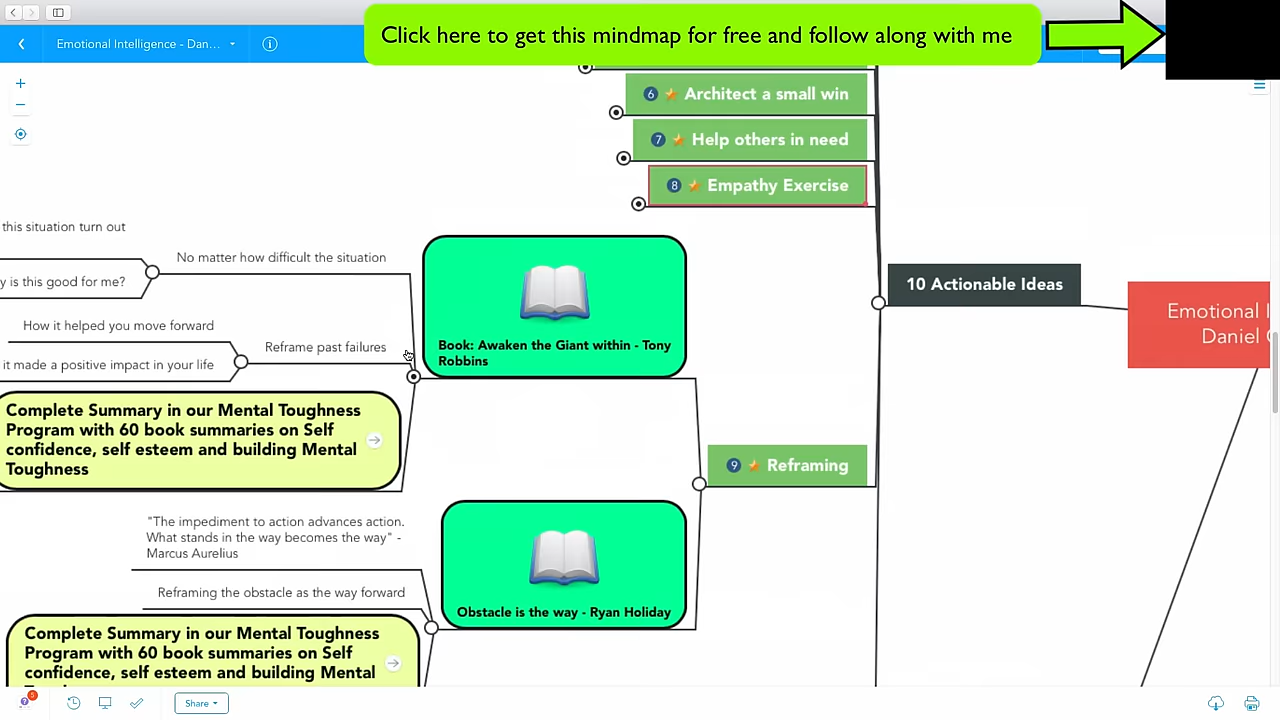 Click here to get this mindmap for free and follow along with me
Emotional Intelligence - Dan...
6 Architect a small win
7 Help others in need
8 Empathy Exercise
this situation turn out
No matter how difficult the situation
y is this good for me?
How it helped you move forward
Reframe past failures
it made a positive impact in your life
Book: Awaken the Giant within - Tony
Robbins
10 Actionable Ideas
Emotional I
Daniel
Complete Summary in our Mental Toughness
Program with 60 book summaries on Self
confidence, self esteem and building Mental
Toughness
9 Reframing
"The impediment to action advances action.
What stands in the way becomes the way" -
Marcus Aurelius
Reframing the obstacle as the way forward
Obstacle is the way - Ryan Holiday
Complete Summary in our Mental Toughness
Program with 60 book summaries on Self
confidence, self esteem and building Mental
5
Share